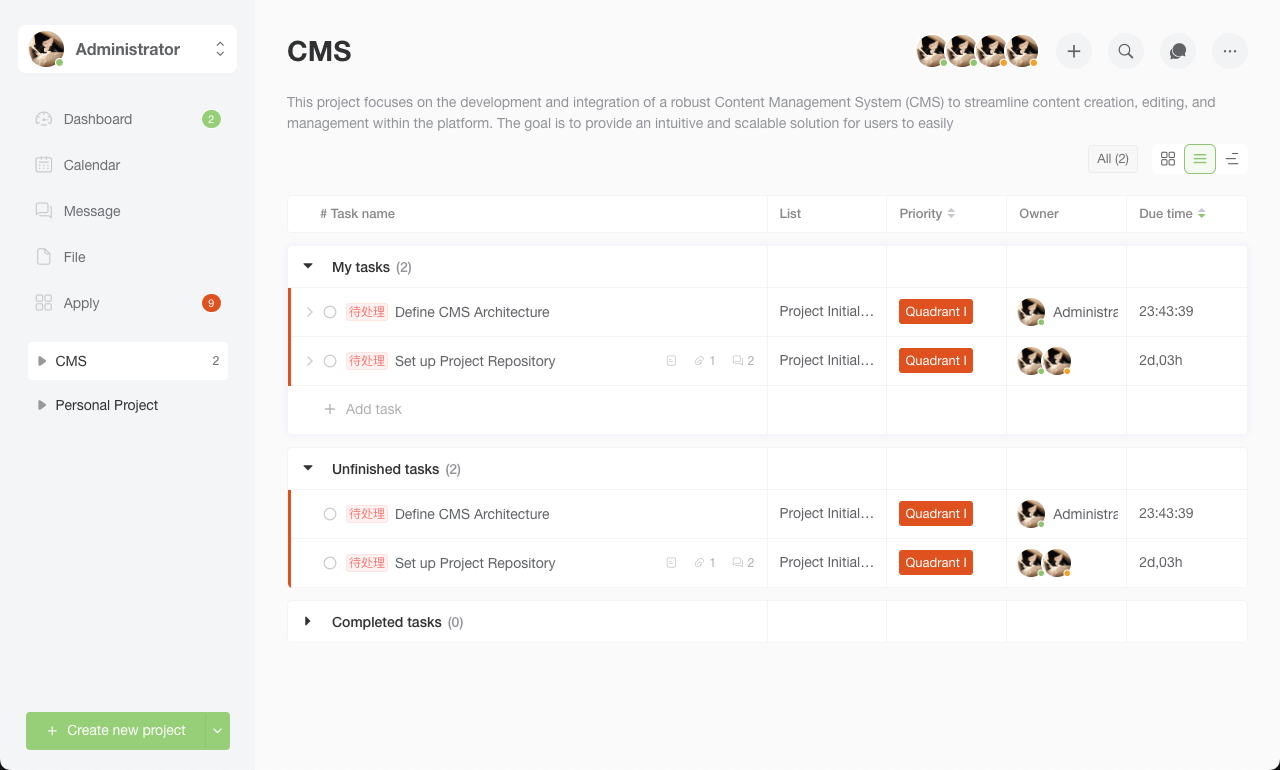 Administrator
Dashboard 2
Calendar
Message
File
Apply 9
CMS 2
Personal Project
Create new project
CMS
This project focuses on the development and integration of a robust Content Management System (CMS) to streamline content creation, editing, and
management within the platform. The goal is to provide an intuitive and scalable solution for users to easily
All (2)
# Task name List Priority Owner Due time
My tasks (2)
待处理 Define CMS Architecture Project Initial... Quadrant I Administra 23:43:39
待处理 Set up Project Repository 1 2 Project Initial... Quadrant I 2d,03h
Add task
Unfinished tasks (2)
待处理 Define CMS Architecture Project Initial... Quadrant I Administra 23:43:39
待处理 Set up Project Repository 1 2 Project Initial... Quadrant I 2d,03h
Completed tasks (0)